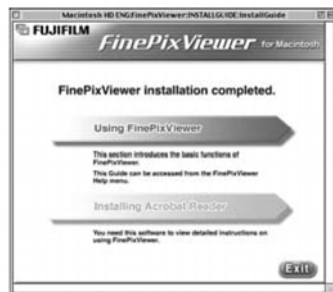 Macintosh HD ENG:FinePixViewer:INSTALLGUIDE:InstallGuide
FUJIFILM
FinePixViewer for Macintosh
FinePixViewer installation completed.
Using FinePixViewer
This section introduces the basic functions of
FinePixViewer.
This Guide can be accessed from the FinePixViewer
Help menu.
Installing Acrobat Reader
You need this software to view detailed instructions on
using FinePixViewer.
Exit